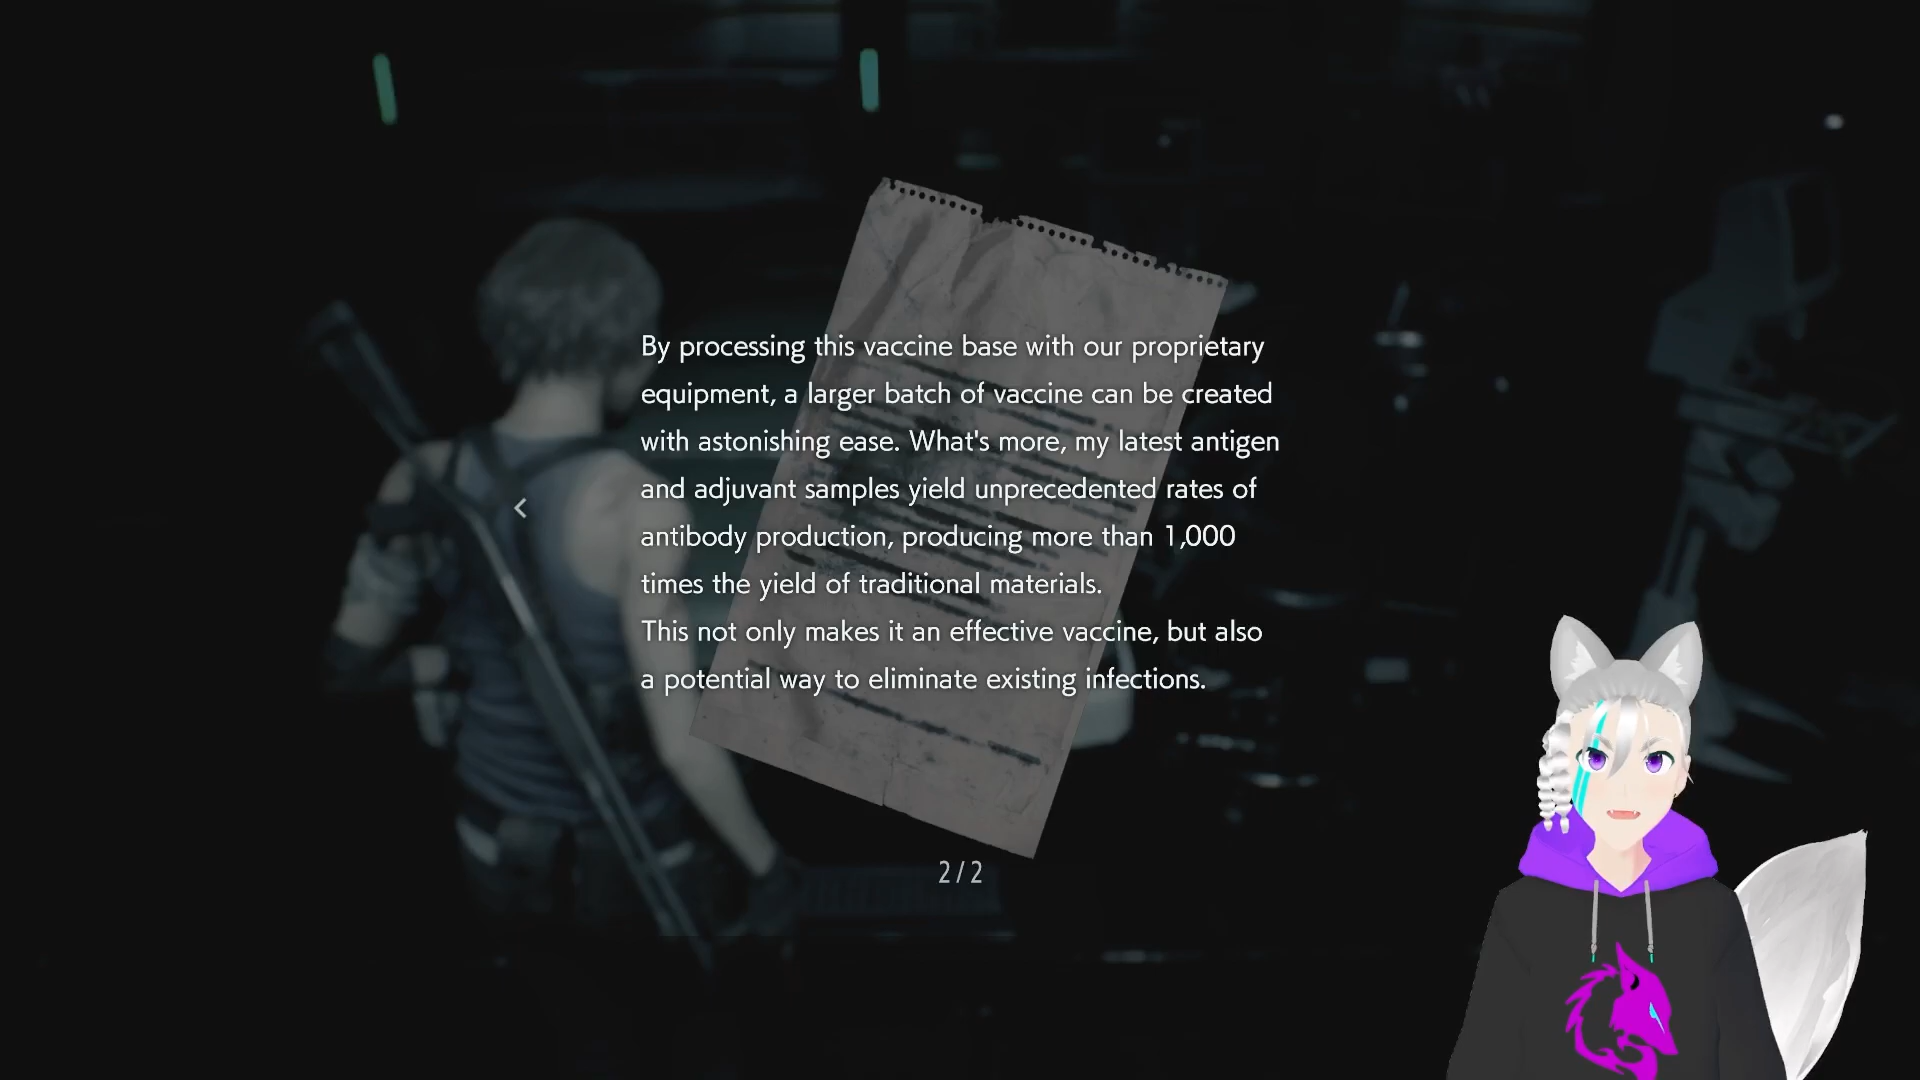 By processing this vaccine base with our proprietary
equipment, a larger batch of vaccine can be created
with astonishing ease. What's more, my latest antigen
and adjuvant samples yield unprecedented rates of
antibody production, producing more than 1,000
times the yield of traditional materials.
This not only makes it an effective vaccine, but also
a potential way to eliminate existing infections.
2/2